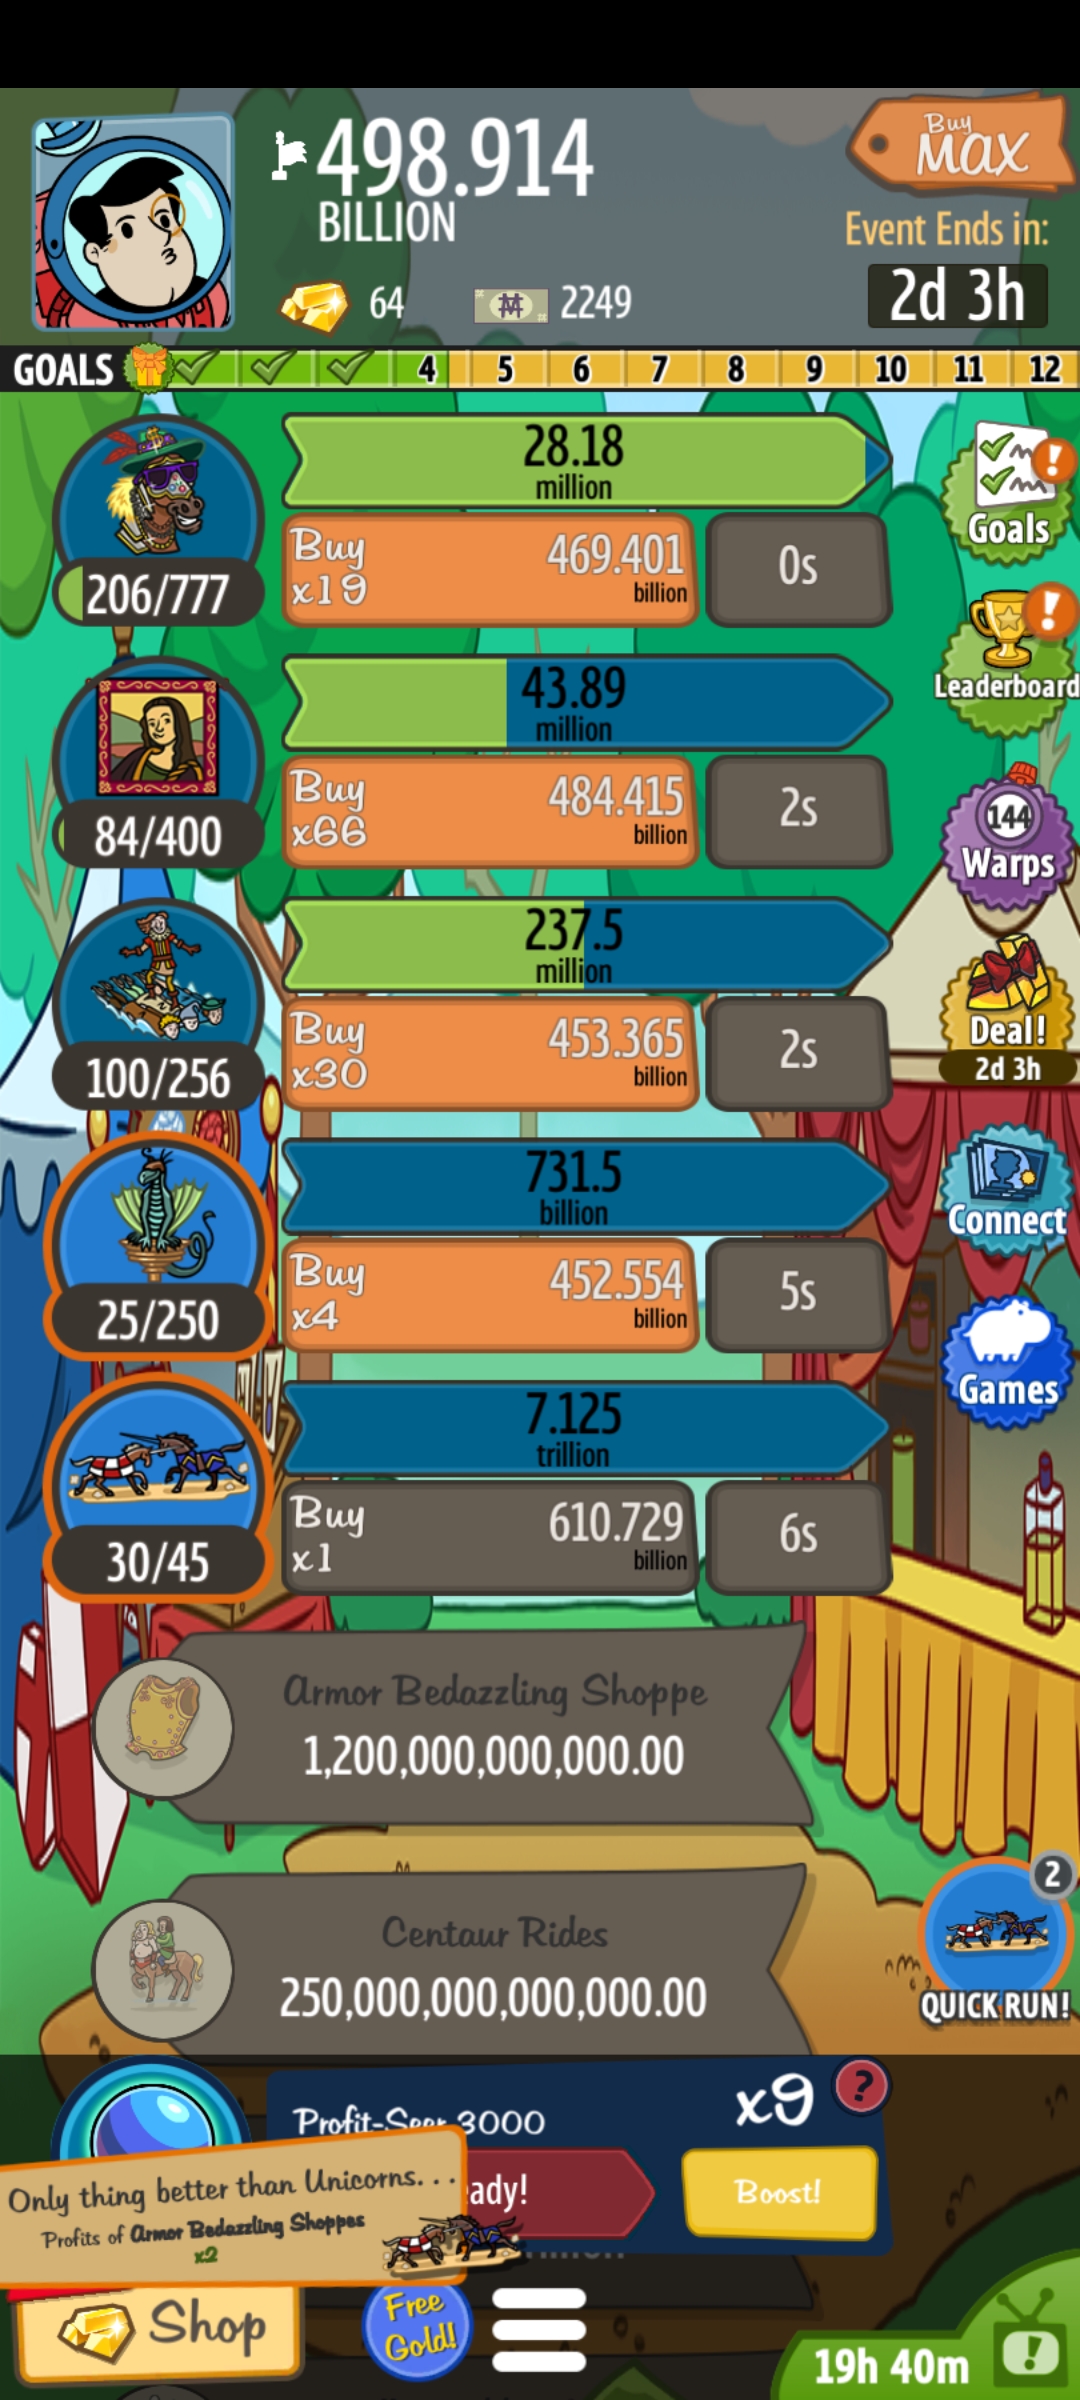 498.914
BILLION
Buy
MAX
Event Ends in:
2d 3h
64
2249
GOALS
4 5 6 7 8 9 10 11 12
28.18
million
Buy
x19
469.401
billion
0s
206/777
Goals
43.89
million
Buy
x66
484.415
billion
2s
84/400
Leaderboard
237.5
million
Buy
x30
453.365
billion
2s
100/256
144
Warps
Deal!
2d 3h
731.5
billion
Buy
x4
452.554
billion
5s
25/250
Connect
7.125
trillion
Buy
x1
610.729
billion
6s
30/45
Games
Armor Bedazzling Shoppe
1,200,000,000,000.00
Centaur Rides
250,000,000,000,000.00
2
QUICK RUN!
Profit-Seer 3000
x9
?
ady!
Boost!
Only thing better than Unicorns...
Profits of Armor Bedazzling Shoppes
x2
Shop
Free
Gold!
19h 40m